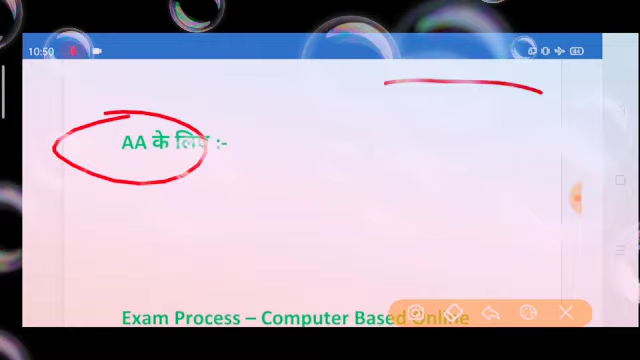 10:50
AA के लिए :-
Exam Process – Computer Based Online